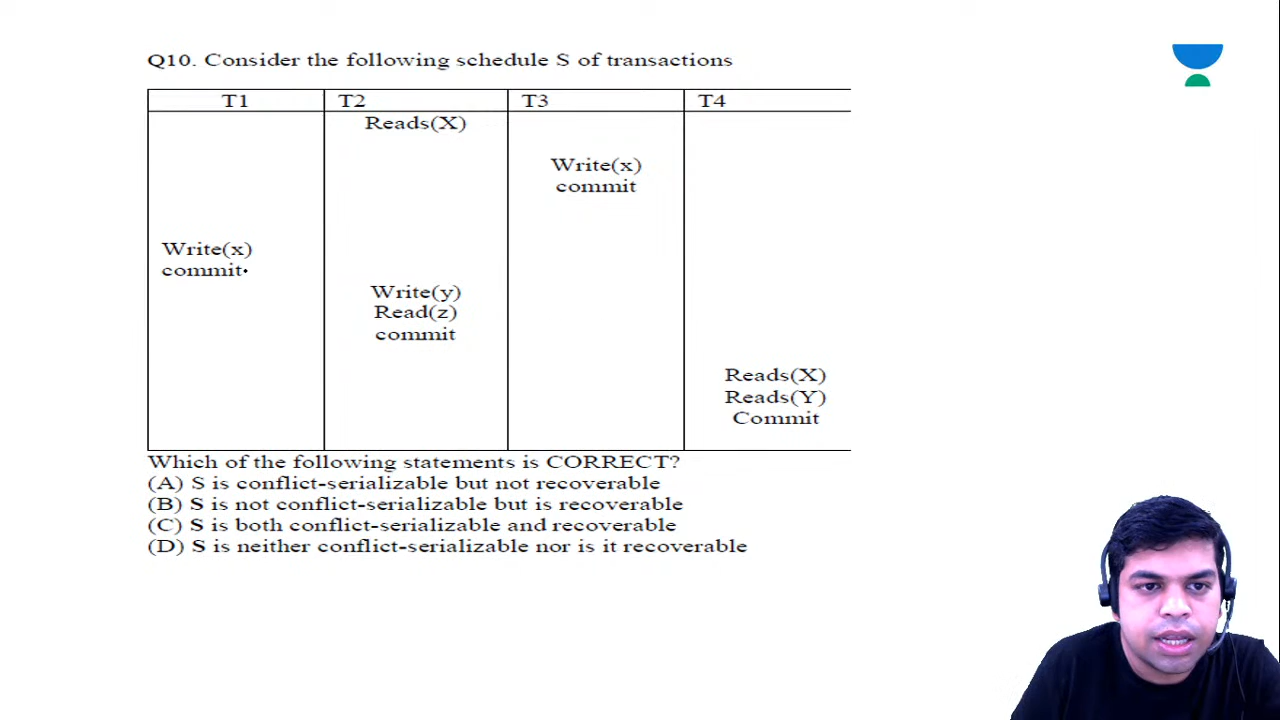 Q10. Consider the following schedule S of transactions
T1 T2 T3 T4
Reads(X)
Write(x)
commit
Write(x)
commit
Write(y)
Read(z)
commit
Reads(X)
Reads(Y)
Commit
Which of the following statements is CORRECT?
(A) S is conflict-serializable but not recoverable
(B) S is not conflict-serializable but is recoverable
(C) S is both conflict-serializable and recoverable
(D) S is neither conflict-serializable nor is it recoverable